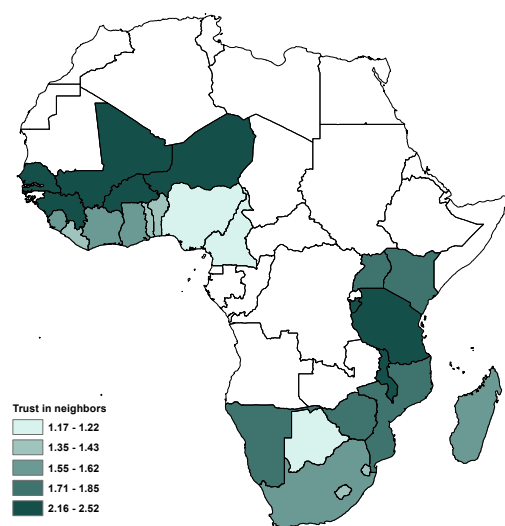 Trust in neighbors
1.17 - 1.22
1.35 - 1.43
1.55 - 1.62
1.71 - 1.85
2.16 - 2.52